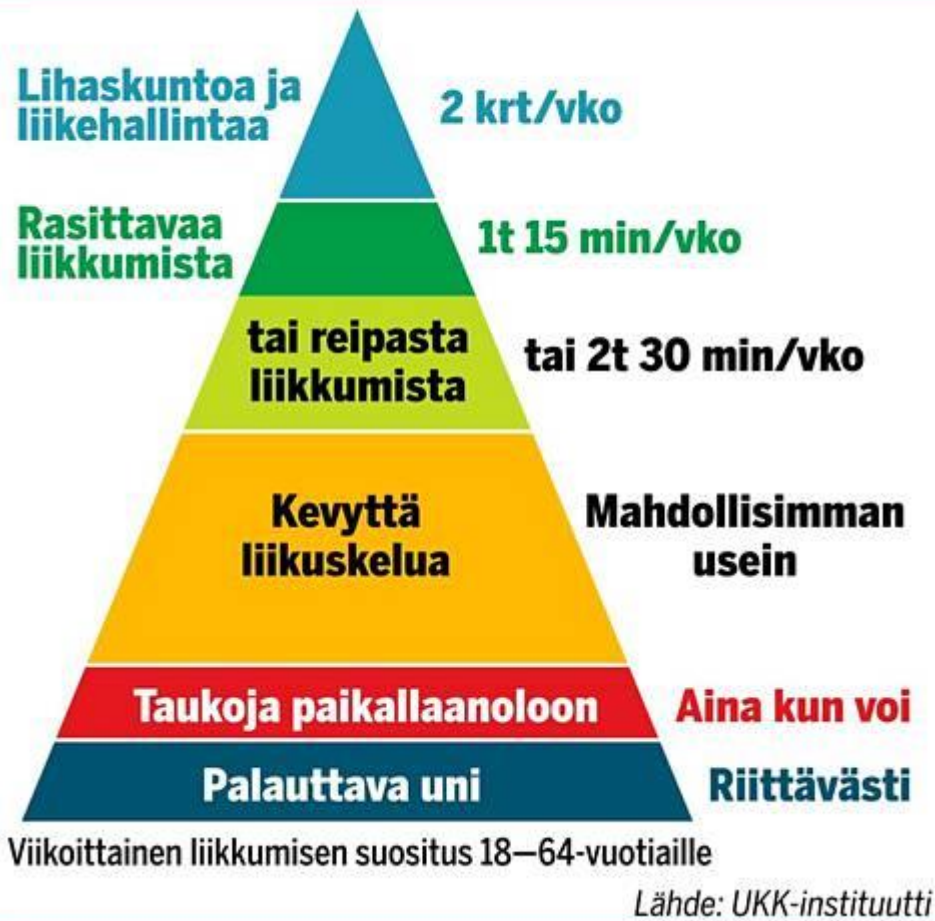 Lihaskuntoa ja
liikehallintaa
2 krt/vko
Rasittavaa
liikkumista
1t 15 min/vko
tai reipasta
liikkumista
tai 2t 30 min/vko
Kevyttä
liikuskelua
Mahdollisimman
usein
Taukoja paikallaanoloon
Aina kun voi
Palauttava uni
Riittävästi
Viikoittainen liikkumisen suositus 18—64-vuotiaille
Lähde: UKK-instituutti